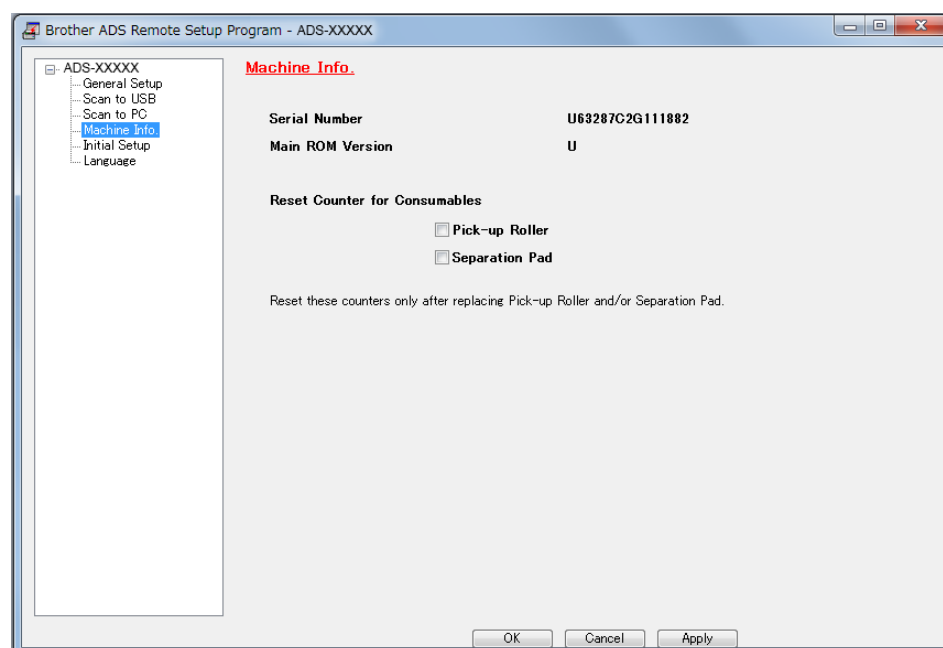 Brother ADS Remote Setup Program - ADS-XXXXX
ADS-XXXXX
General Setup
Scan to USB
Scan to PC
Machine Info.
Initial Setup
Language
Machine Info.
Serial Number U63287C2G111882
Main ROM Version U
Reset Counter for Consumables
Pick-up Roller
Separation Pad
Reset these counters only after replacing Pick-up Roller and/or Separation Pad.
OK Cancel Apply